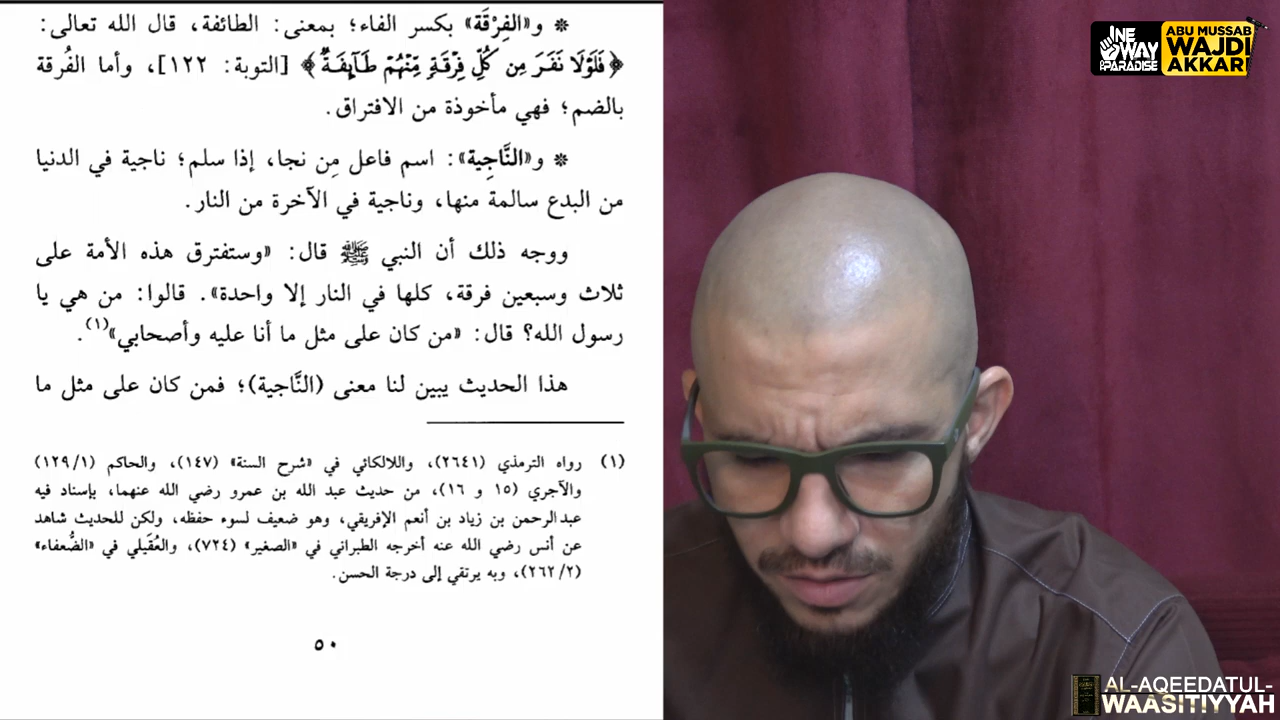 * و«الفِرْقَة» بكسر الفاء؛ بمعنى: الطائفة، قال الله تعالى:
﴿فَلَوْلَا نَفَرَ مِن كُلِّ فِرْقَةٍ مِّنْهُمْ طَآئِفَةٌ﴾ [التوبة: ١٢٢]، وأما الفُرقة
بالضم؛ فهي مأخوذة من الافتراق.
* و«النَّاجِية»: اسم فاعل مِن نجا، إذا سلم؛ ناجية في الدنيا
من البدع سالمة منها، وناجية في الآخرة من النار.
ووجه ذلك أن النبي ﷺ قال: «وستفترق هذه الأمة على
ثلاث وسبعين فرقة، كلها في النار إلا واحدة». قالوا: من هي يا
رسول الله؟ قال: «من كان على مثل ما أنا عليه وأصحابي»(١).
هذا الحديث يبين لنا معنى (النَّاجية)؛ فمن كان على مثل ما
(١) رواه الترمذي (٢٦٤١)، واللالكائي في «شرح السنة» (١٤٧)، والحاكم (١٢٩/١)
والآجري (١٥ و ١٦)، من حديث عبد الله بن عمرو رضي الله عنهما، بإسناد فيه
عبدالرحمن بن زياد بن أنعم الإفريقي، وهو ضعيف لسوء حفظه، ولكن للحديث شاهد
عن أنس رضي الله عنه أخرجه الطبراني في «الصغير» (٧٢٤)، والعُقَيلي في «الضُّعفاء»
(٢٦٢/٢)، وبه يرتقي إلى درجة الحسن.
٥٠
ONE WAY TO PARADISE
ABU MUSSAB WAJDI AKKARI
AL-AQEEDATUL-
WAASITIYYAH